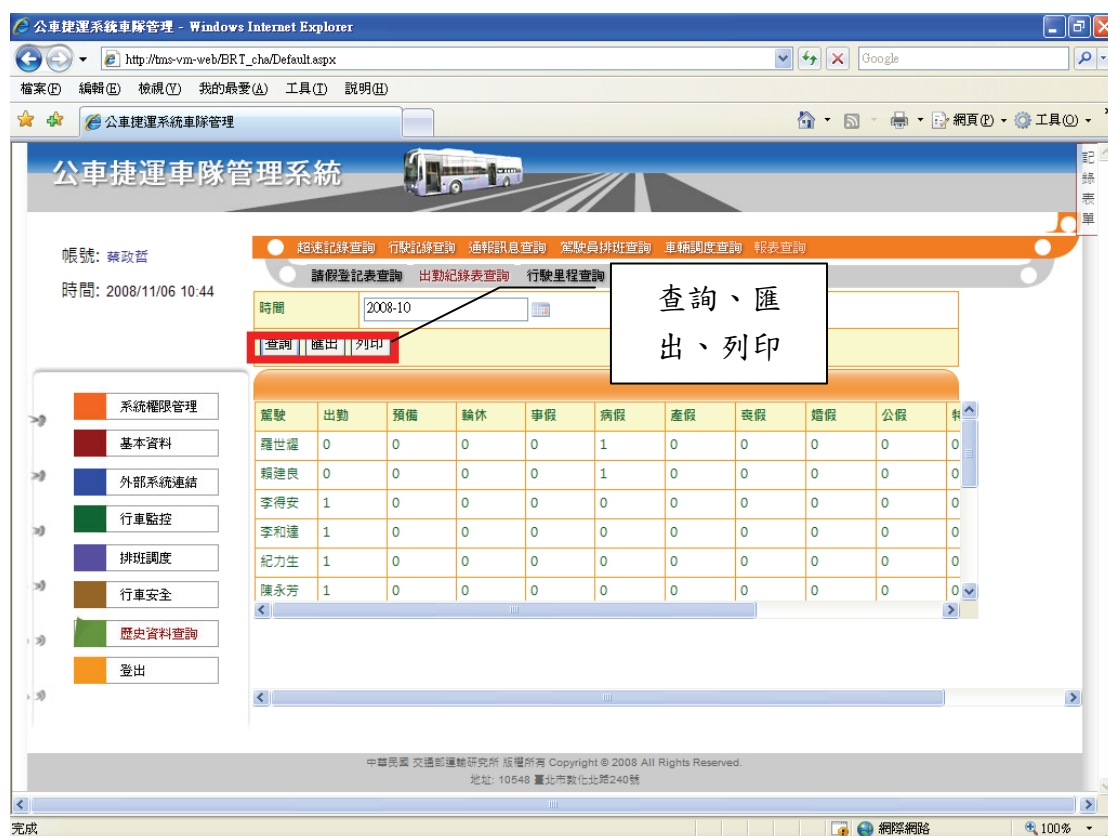 公車捷運系統車隊管理 - Windows Internet Explorer
http://tms-vm-web/BRT_cha/Default.aspx
Google
檔案(F) 編輯(E) 檢視(V) 我的最愛(A) 工具(T) 說明(H)
公車捷運系統車隊管理
網頁(P) 工具(O)
公車捷運車隊管理系統
記錄表單
帳號: 蔡政哲
時間: 2008/11/06 10:44
超速記錄查詢 行駛記錄查詢 通報訊息查詢 駕駛員排班查詢 車輛調度查詢 報表查詢
請假登記表查詢 出勤紀錄表查詢 行駛里程查詢
時間 2008-10
查詢 匯出 列印
查詢、匯
出、列印
系統權限管理
基本資料
外部系統連結
行車監控
排班調度
行車安全
歷史資料查詢
登出
駕駛 出勤 預備 輪休 事假 病假 產假 喪假 婚假 公假
羅世耀 0 0 0 0 1 0 0 0 0 0
賴建良 0 0 0 0 1 0 0 0 0 0
李得安 1 0 0 0 0 0 0 0 0 0
李和達 1 0 0 0 0 0 0 0 0 0
紀力生 1 0 0 0 0 0 0 0 0 0
陳永芳 1 0 0 0 0 0 0 0 0 0
中華民國 交通部運輸研究所 版權所有 Copyright © 2008 All Rights Reserved.
地址: 10548 臺北市敦化北路240號
完成
網際網路
100%